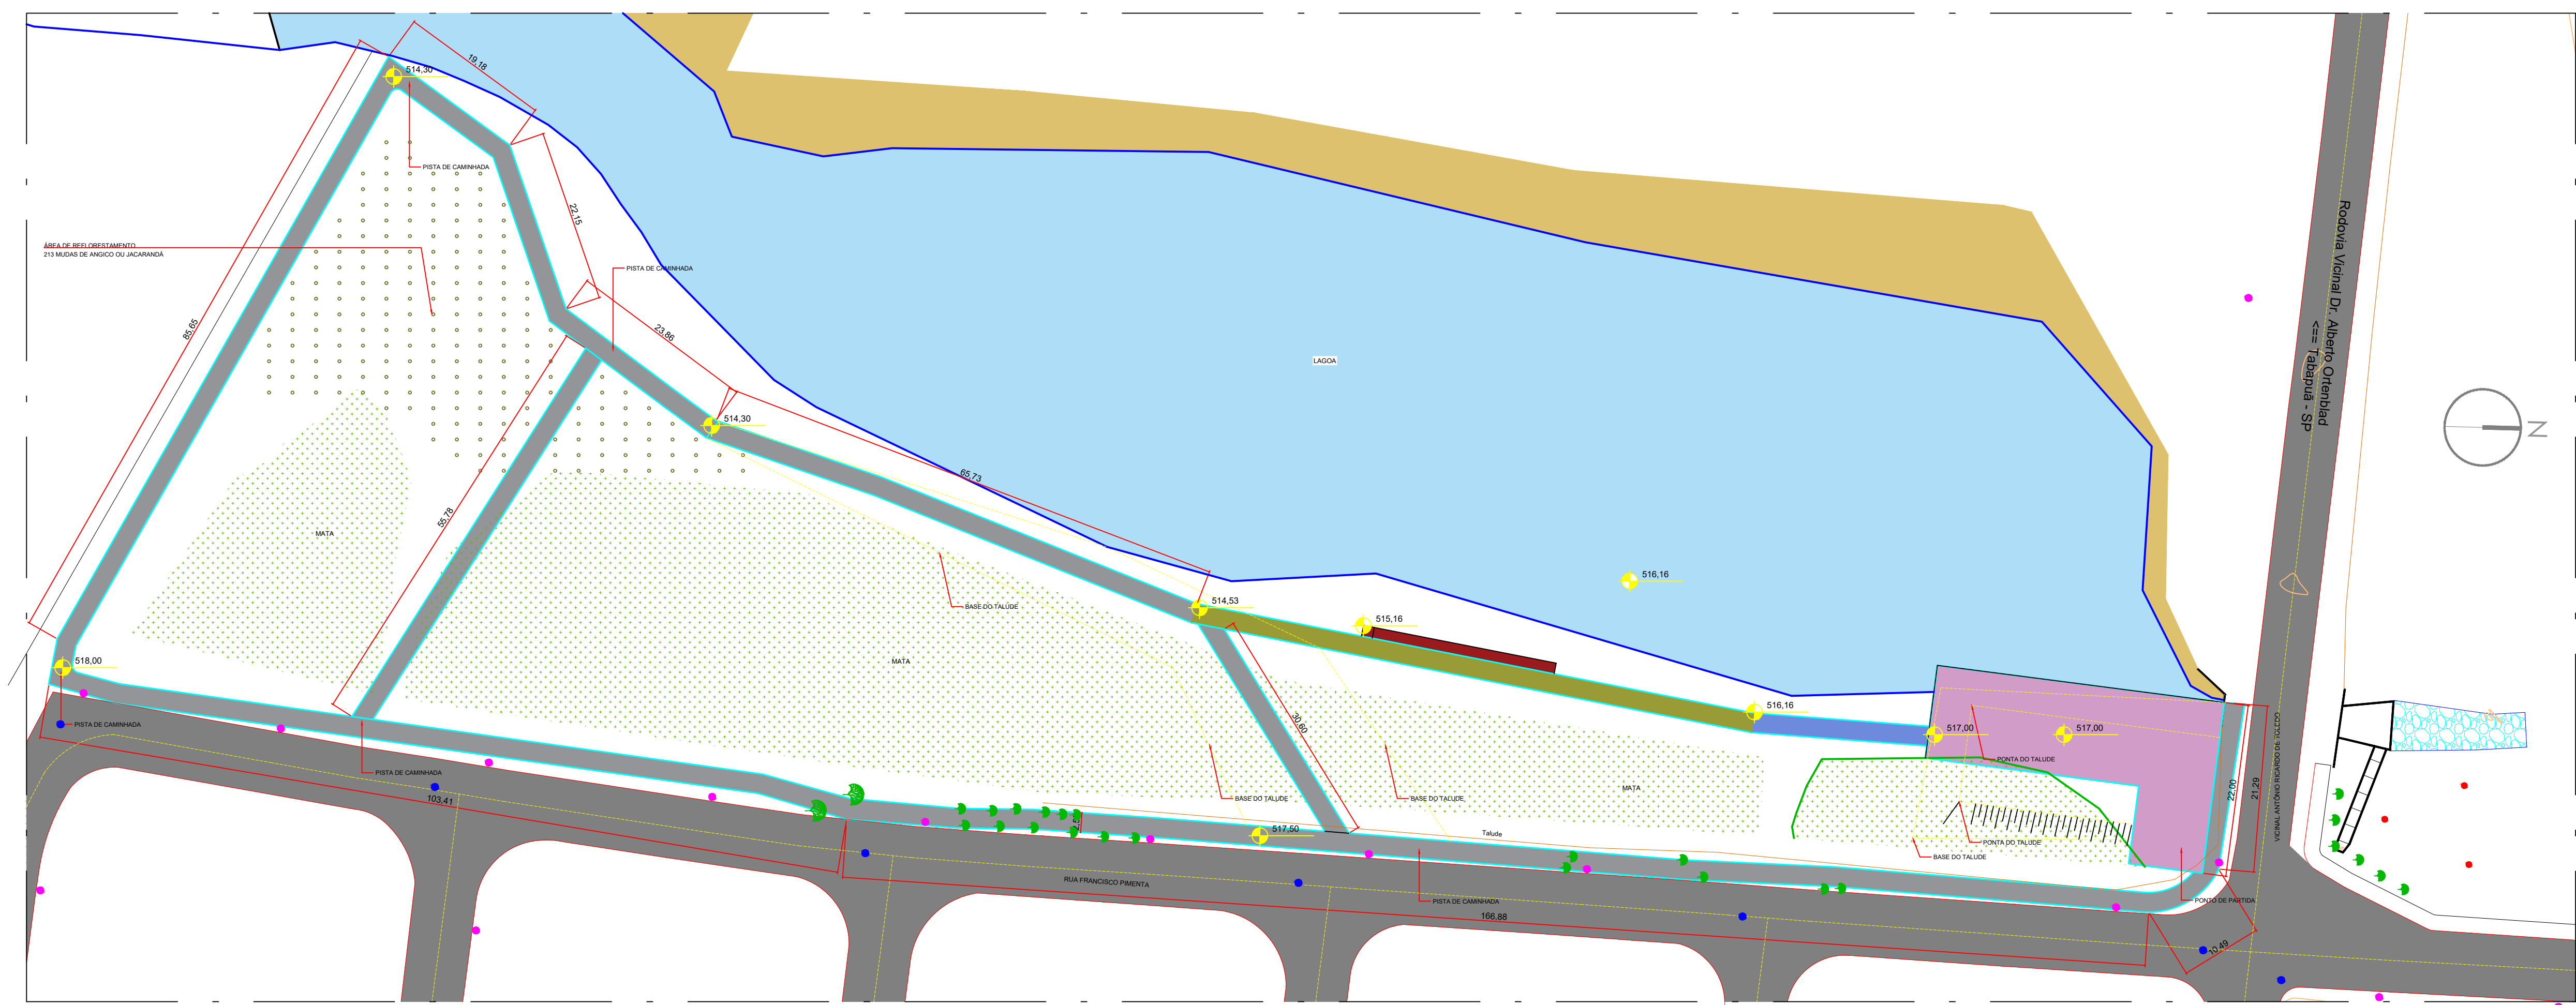 514,30
19,18
PISTA DE CAMINHADA
22,15
ÁREA DE REFLORESTAMENTO
213 MUDAS DE ANGICO OU JACARANDÁ
PISTA DE CAMINHADA
85,65
23,86
LAGOA
Rodovia Vicinal Dr. Alberto Ortenblad
<== Tabapuã - SP
N
514,30
65,73
55,78
MATA
516,16
514,53
BASE DO TALUDE
515,16
518,00
MATA
516,16
30,60
517,00
517,00
PISTA DE CAMINHADA
PISTA DE CAMINHADA
PONTA DO TALUDE
VICINAL ANTÔNIO RICARDO DE TOLEDO
22,00
21,29
103,41
BASE DO TALUDE
BASE DO TALUDE
MATA
517,50
Talude
PONTA DO TALUDE
BASE DO TALUDE
RUA FRANCISCO PIMENTA
PISTA DE CAMINHADA
PONTO DE PARTIDA
166,88
10,49